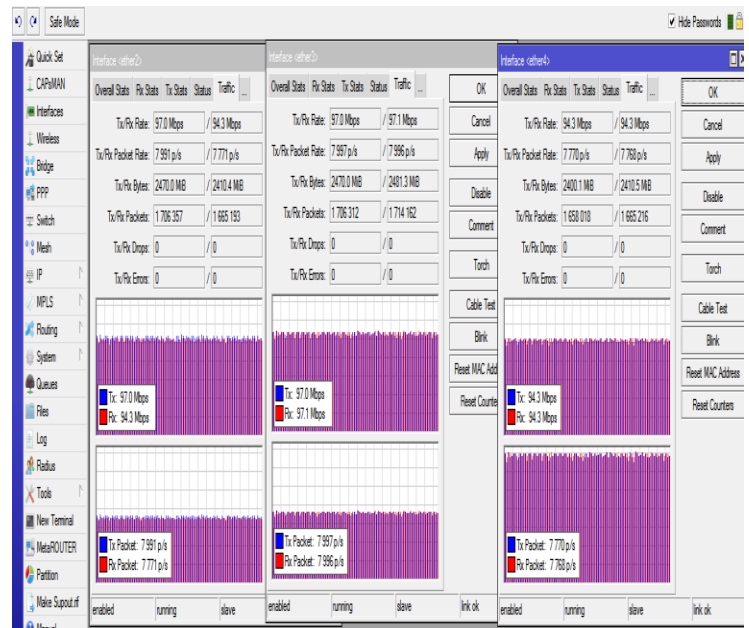 Safe Mode
Hide Passwords
Quick Set
CAPsMAN
Interfaces
Wireless
Bridge
PPP
Switch
Mesh
IP
MPLS
Routing
System
Queues
Files
Log
Radius
Tools
New Terminal
MetaROUTER
Partition
Make Supout.rif
Manual
Interface <ether2>
Overall Stats Rx Stats Tx Stats Status Traffic ...
Tx/Rx Rate: 97.0 Mbps / 94.3 Mbps
Tx/Rx Packet Rate: 7 991 p/s / 7 771 p/s
Tx/Rx Bytes: 2470.0 MiB / 2410.4 MiB
Tx/Rx Packets: 1 706 357 / 1 665 193
Tx/Rx Drops: 0 / 0
Tx/Rx Errors: 0 / 0
Tx: 97.0 Mbps
Rx: 94.3 Mbps
Tx Packet: 7 991 p/s
Rx Packet: 7 771 p/s
enabled running slave
Interface <ether3>
Overall Stats Rx Stats Tx Stats Status Traffic ...
Tx/Rx Rate: 97.0 Mbps / 97.1 Mbps
Tx/Rx Packet Rate: 7 997 p/s / 7 996 p/s
Tx/Rx Bytes: 2470.0 MiB / 2481.3 MiB
Tx/Rx Packets: 1 706 312 / 1 714 162
Tx/Rx Drops: 0 / 0
Tx/Rx Errors: 0 / 0
Tx: 97.0 Mbps
Rx: 97.1 Mbps
Tx Packet: 7 997 p/s
Rx Packet: 7 996 p/s
OK
Cancel
Apply
Disable
Comment
Torch
Cable Test
Blink
Reset MAC Add
Reset Counte
enabled running slave link ok
Interface <ether4>
Overall Stats Rx Stats Tx Stats Status Traffic ...
Tx/Rx Rate: 94.3 Mbps / 94.3 Mbps
Tx/Rx Packet Rate: 7 770 p/s / 7 768 p/s
Tx/Rx Bytes: 2400.1 MiB / 2410.5 MiB
Tx/Rx Packets: 1 658 018 / 1 665 216
Tx/Rx Drops: 0 / 0
Tx/Rx Errors: 0 / 0
Tx: 94.3 Mbps
Rx: 94.3 Mbps
Tx Packet: 7 770 p/s
Rx Packet: 7 768 p/s
OK
Cancel
Apply
Disable
Comment
Torch
Cable Test
Blink
Reset MAC Address
Reset Counters
enabled running slave link ok